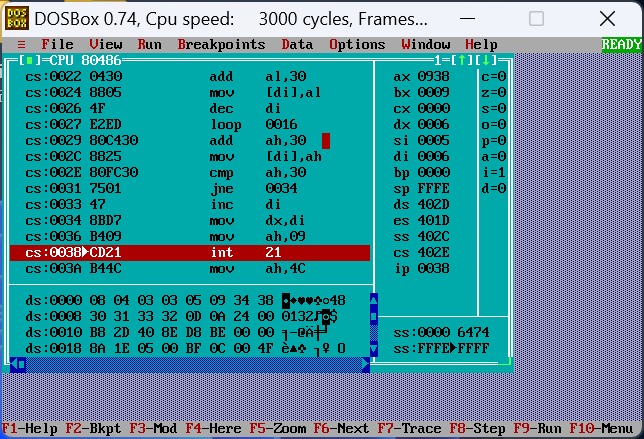 DOS BOX DOSBox 0.74, Cpu speed: 3000 cycles, Frames...
≡ File View Run Breakpoints Data Options Window Help READY
[■]=CPU 80486 1=[↑][↓]
cs:0022 0430 add al,30 ax 0938 c=0
cs:0024 8805 mov [di],al bx 0009 z=0
cs:0026 4F dec di cx 0000 s=0
cs:0027 E2ED loop 0016 dx 0006 o=0
cs:0029 80C430 add ah,30 si 0005 p=0
cs:002C 8825 mov [di],ah di 0006 a=0
cs:002E 80FC30 cmp ah,30 bp 0000 i=1
cs:0031 7501 jne 0034 sp FFFE d=0
cs:0033 47 inc di ds 402D
cs:0034 8BD7 mov dx,di es 401D
cs:0036 B409 mov ah,09 ss 402C
cs:0038►CD21 int 21 cs 402E
cs:003A B44C mov ah,4C ip 0038
ds:0000 08 04 03 03 05 09 34 38 ◘♦♥♥♣○48
ds:0008 30 31 33 32 0D 0A 24 00 0132♪◙$
ds:0010 B8 2D 40 8E D8 BE 00 00 ╕-@Ä╪╛
ds:0018 8A 1E 05 00 BF 0C 00 4F è▲♣ ┐♀ O
ss:0000 6474
ss:FFFE►FFFF
F1-Help F2-Bkpt F3-Mod F4-Here F5-Zoom F6-Next F7-Trace F8-Step F9-Run F10-Menu